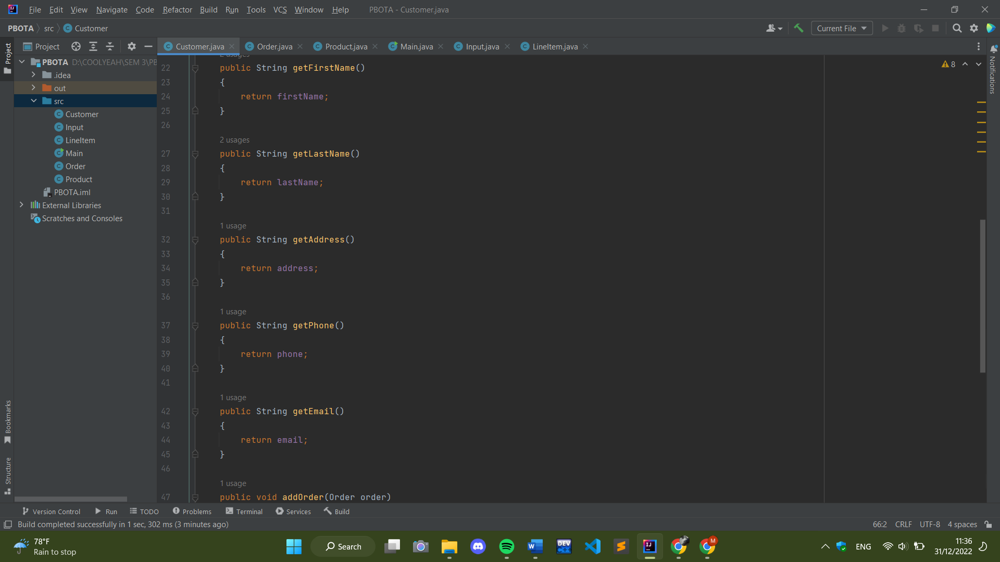 File Edit View Navigate Code Refactor Build Run Tools VCS Window Help PBOTA - Customer.java
PBOTA src Customer Current File
Project
Project Customer.java Order.java Product.java Main.java Input.java LineItem.java
PBOTA D:\COOLYEAH\SEM 3\PB
.idea
out
src
Customer
Input
LineItem
Main
Order
Product
PBOTA.iml
External Libraries
Scratches and Consoles
Bookmarks
Structure
2 usages
22 public String getFirstName()
23 {
24 return firstName;
25 }
26
2 usages
27 public String getLastName()
28 {
29 return lastName;
30 }
31
1 usage
32 public String getAddress()
33 {
34 return address;
35 }
36
1 usage
37 public String getPhone()
38 {
39 return phone;
40 }
41
1 usage
42 public String getEmail()
43 {
44 return email;
45 }
46
1 usage
47 public void addOrder(Order order)
8
Notifications
Version Control Run TODO Problems Terminal Services Build
Build completed successfully in 1 sec, 302 ms (3 minutes ago) 66:2 CRLF UTF-8 4 spaces
78°F
Rain to stop
Search
W
DEV
C++
IJ
M
ENG
11:36
31/12/2022